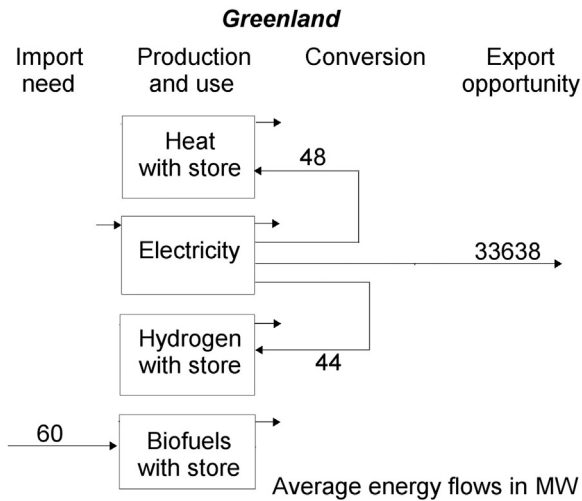 Greenland
Import need
Production and use
Conversion
Export opportunity
Heat with store
48
Electricity
33638
Hydrogen with store
44
60
Biofuels with store
Average energy flows in MW